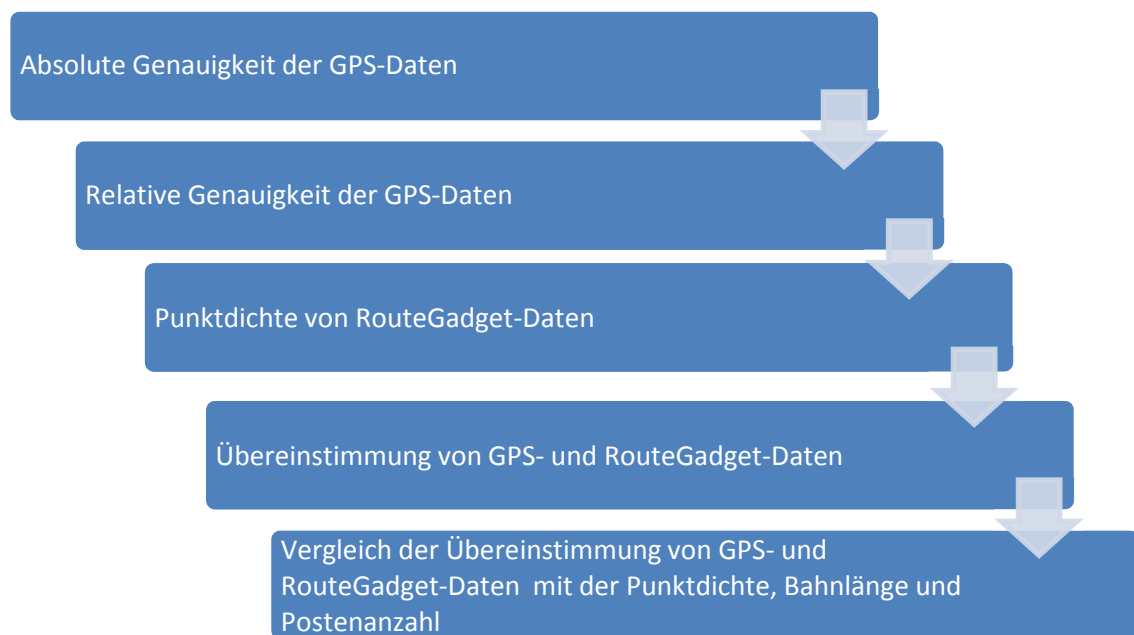 Absolute Genauigkeit der GPS-Daten
Relative Genauigkeit der GPS-Daten
Punktdichte von RouteGadget-Daten
Übereinstimmung von GPS- und RouteGadget-Daten
Vergleich der Übereinstimmung von GPS- und
RouteGadget-Daten mit der Punktdichte, Bahnlänge und
Postenanzahl